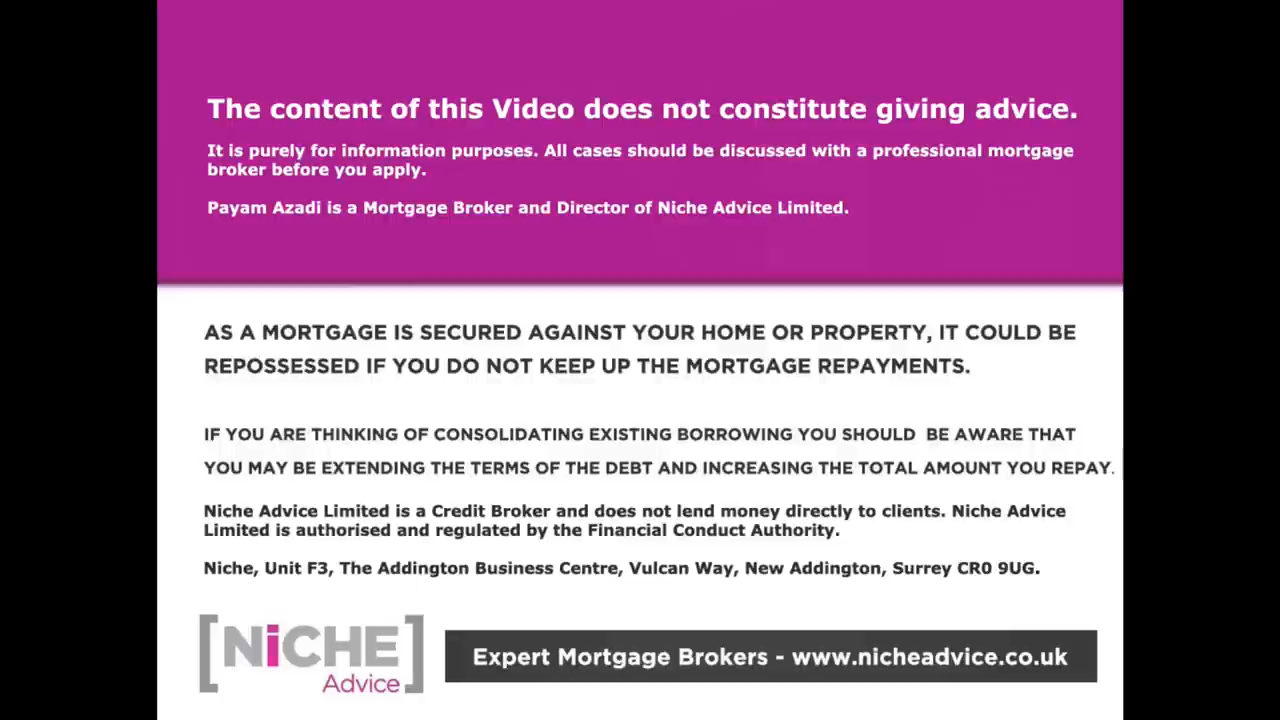 The content of this Video does not constitute giving advice.
It is purely for information purposes. All cases should be discussed with a professional mortgage
broker before you apply.
Payam Azadi is a Mortgage Broker and Director of Niche Advice Limited.
AS A MORTGAGE IS SECURED AGAINST YOUR HOME OR PROPERTY, IT COULD BE
REPOSSESSED IF YOU DO NOT KEEP UP THE MORTGAGE REPAYMENTS.
IF YOU ARE THINKING OF CONSOLIDATING EXISTING BORROWING YOU SHOULD BE AWARE THAT
YOU MAY BE EXTENDING THE TERMS OF THE DEBT AND INCREASING THE TOTAL AMOUNT YOU REPAY.
Niche Advice Limited is a Credit Broker and does not lend money directly to clients. Niche Advice
Limited is authorised and regulated by the Financial Conduct Authority.
Niche, Unit F3, The Addington Business Centre, Vulcan Way, New Addington, Surrey CR0 9UG.
[NiCHE
Advice]
Expert Mortgage Brokers - www.nicheadvice.co.uk